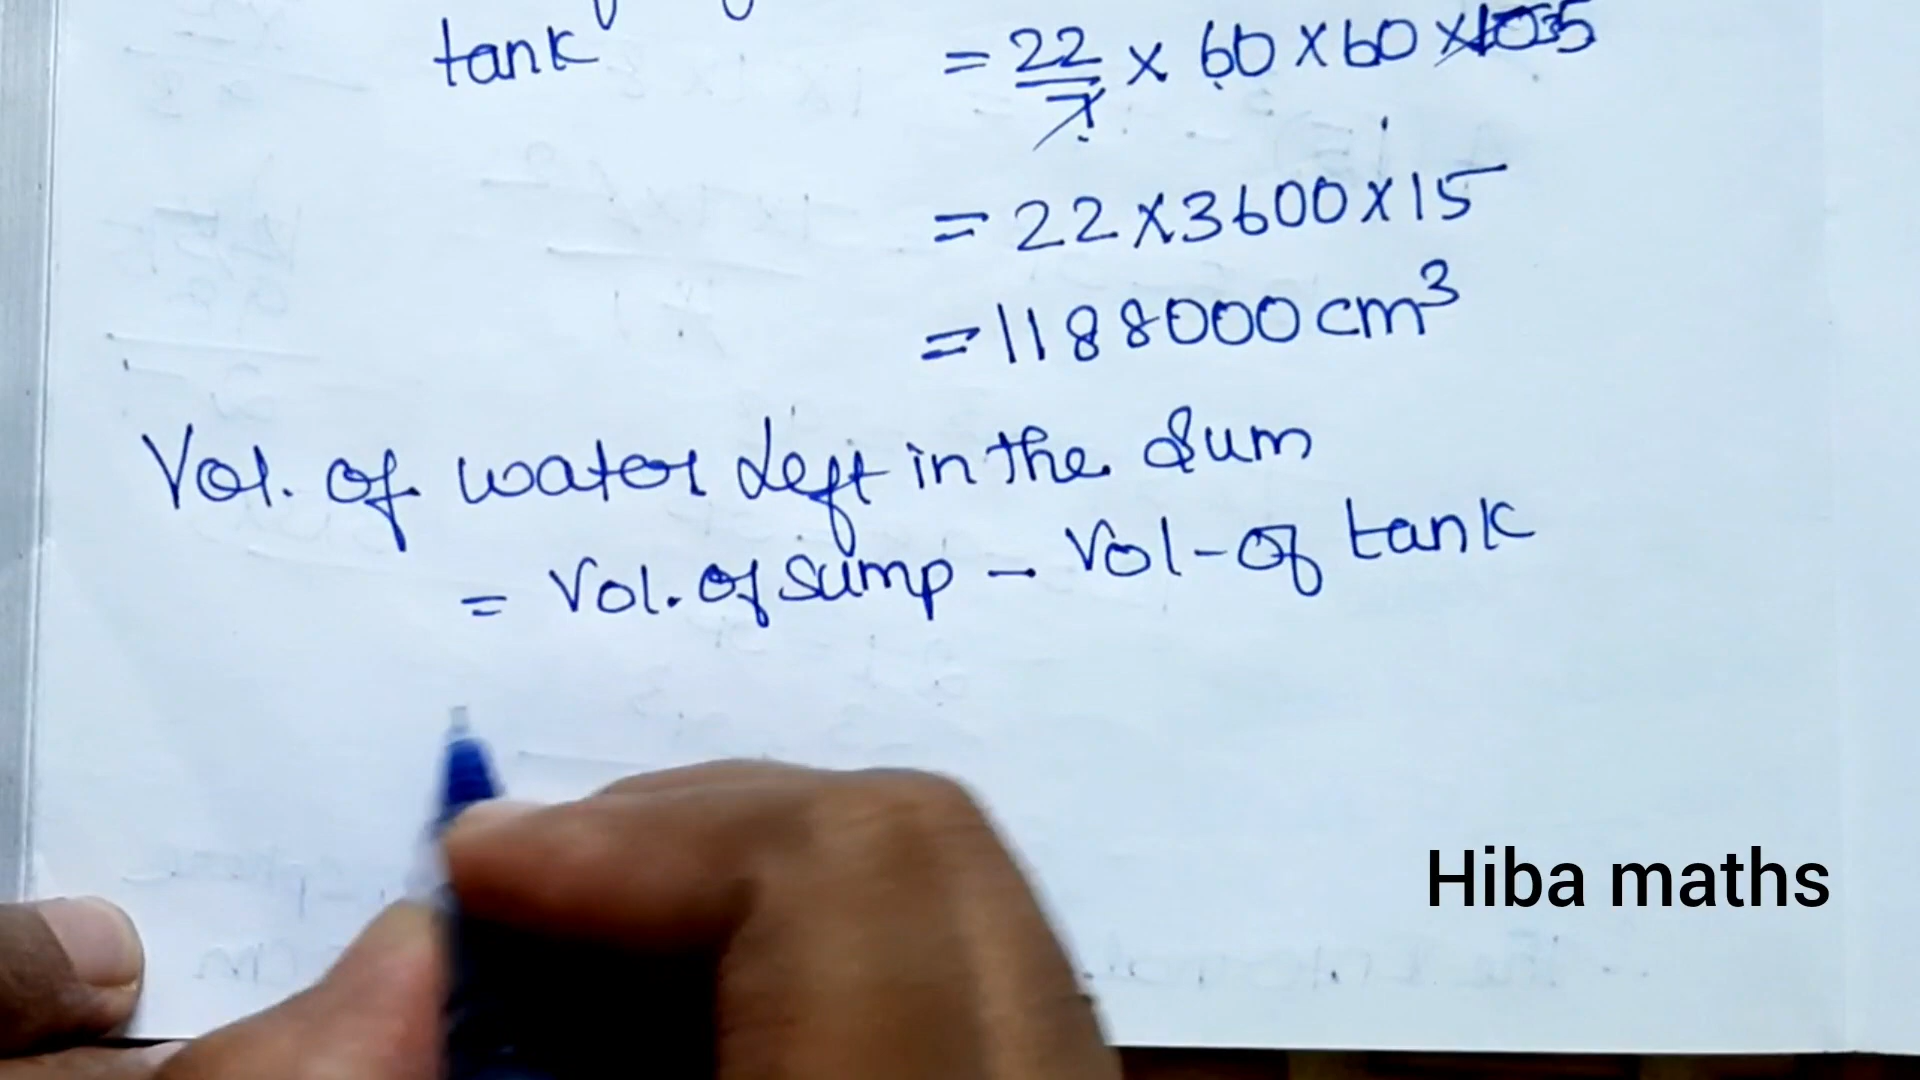 tank
= 22/7 × 60 × 60 × 105
= 22 × 3600 × 15
= 1188000 cm³
Vol. of water left in the Sum
= Vol. of sump - Vol- of tank
Hiba maths